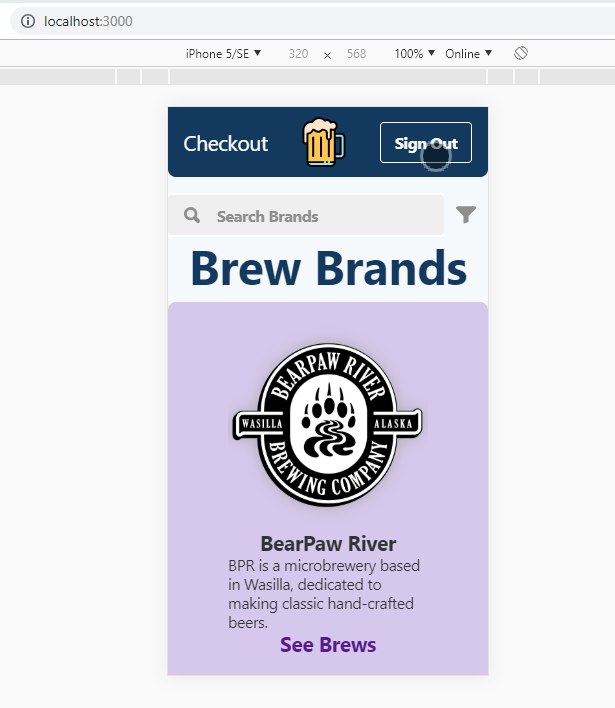 localhost:3000
iPhone 5/SE ▼ 320 x 568 100% ▼ Online ▼
Checkout
Sign Out
Search Brands
Brew Brands
BEARPAW RIVER
WASILLA
ALASKA
BREWING COMPANY
BearPaw River
BPR is a microbrewery based
in Wasilla, dedicated to
making classic hand-crafted
beers.
See Brews